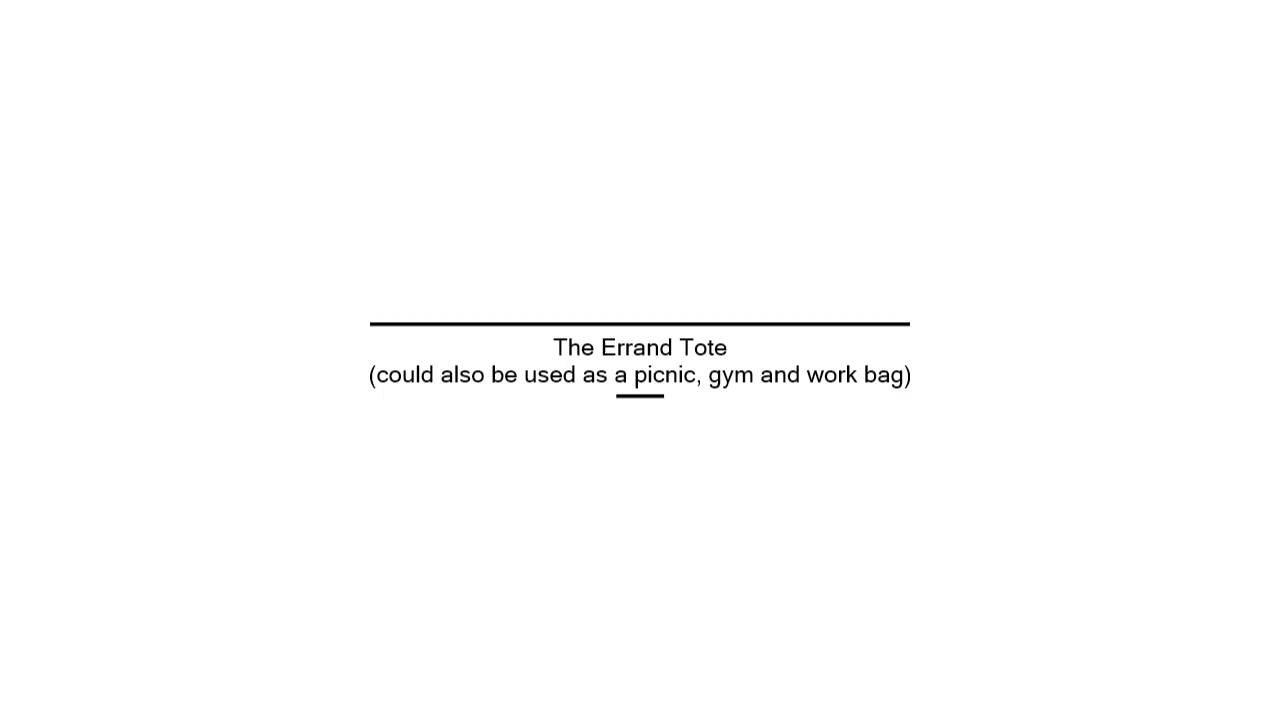 The Errand Tote
(could also be used as a picnic, gym and work bag)